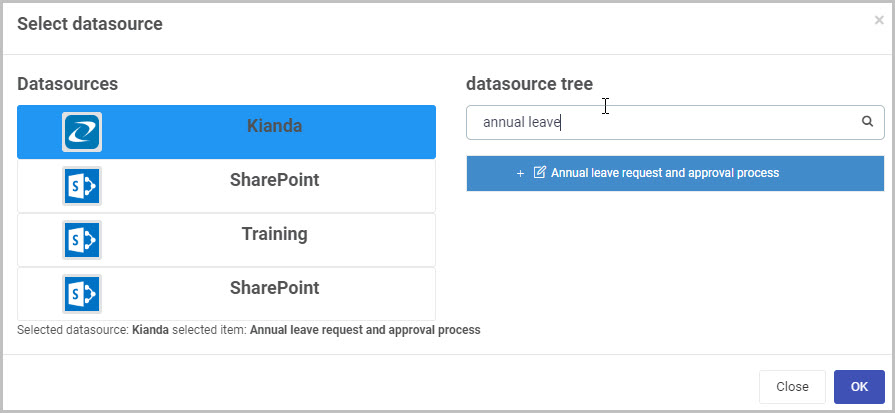 Select datasource
×
Datasources
Kianda
SharePoint
Training
SharePoint
Selected datasource: Kianda selected item: Annual leave request and approval process
datasource tree
annual leave
+ Annual leave request and approval process
Close
OK